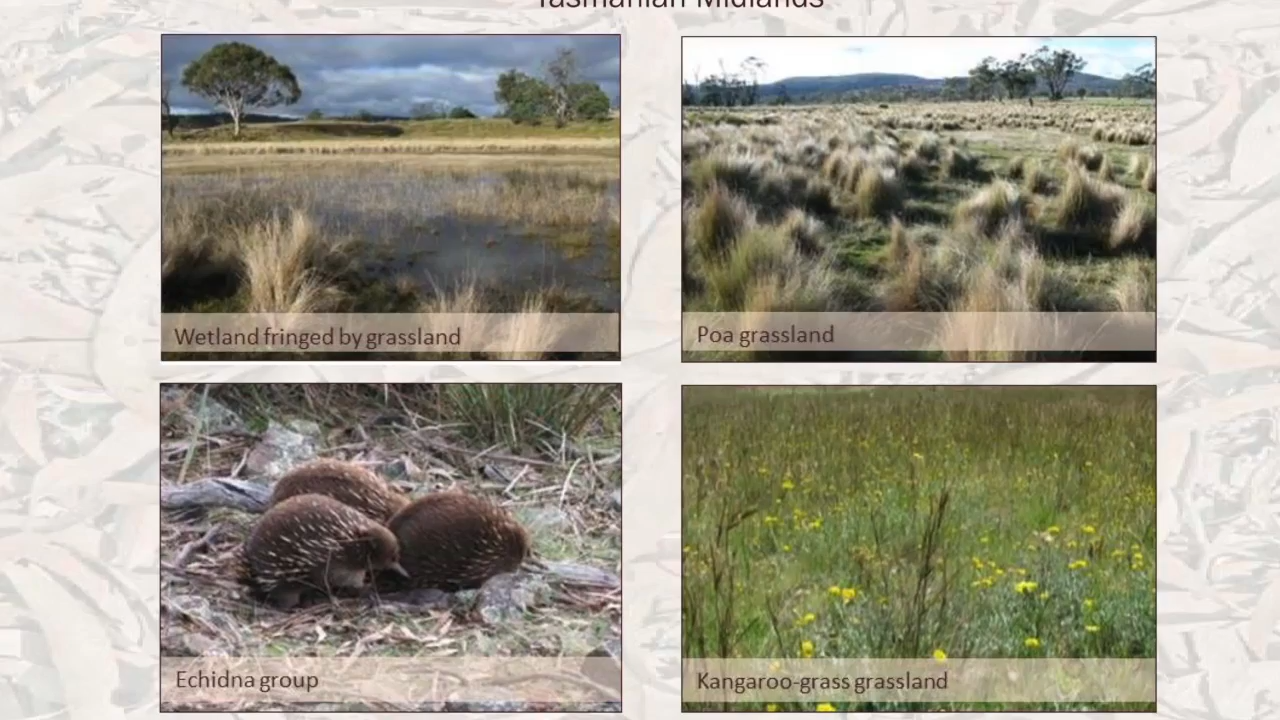 Tasmanian Midlands
Wetland fringed by grassland
Poa grassland
Echidna group
Kangaroo-grass grassland